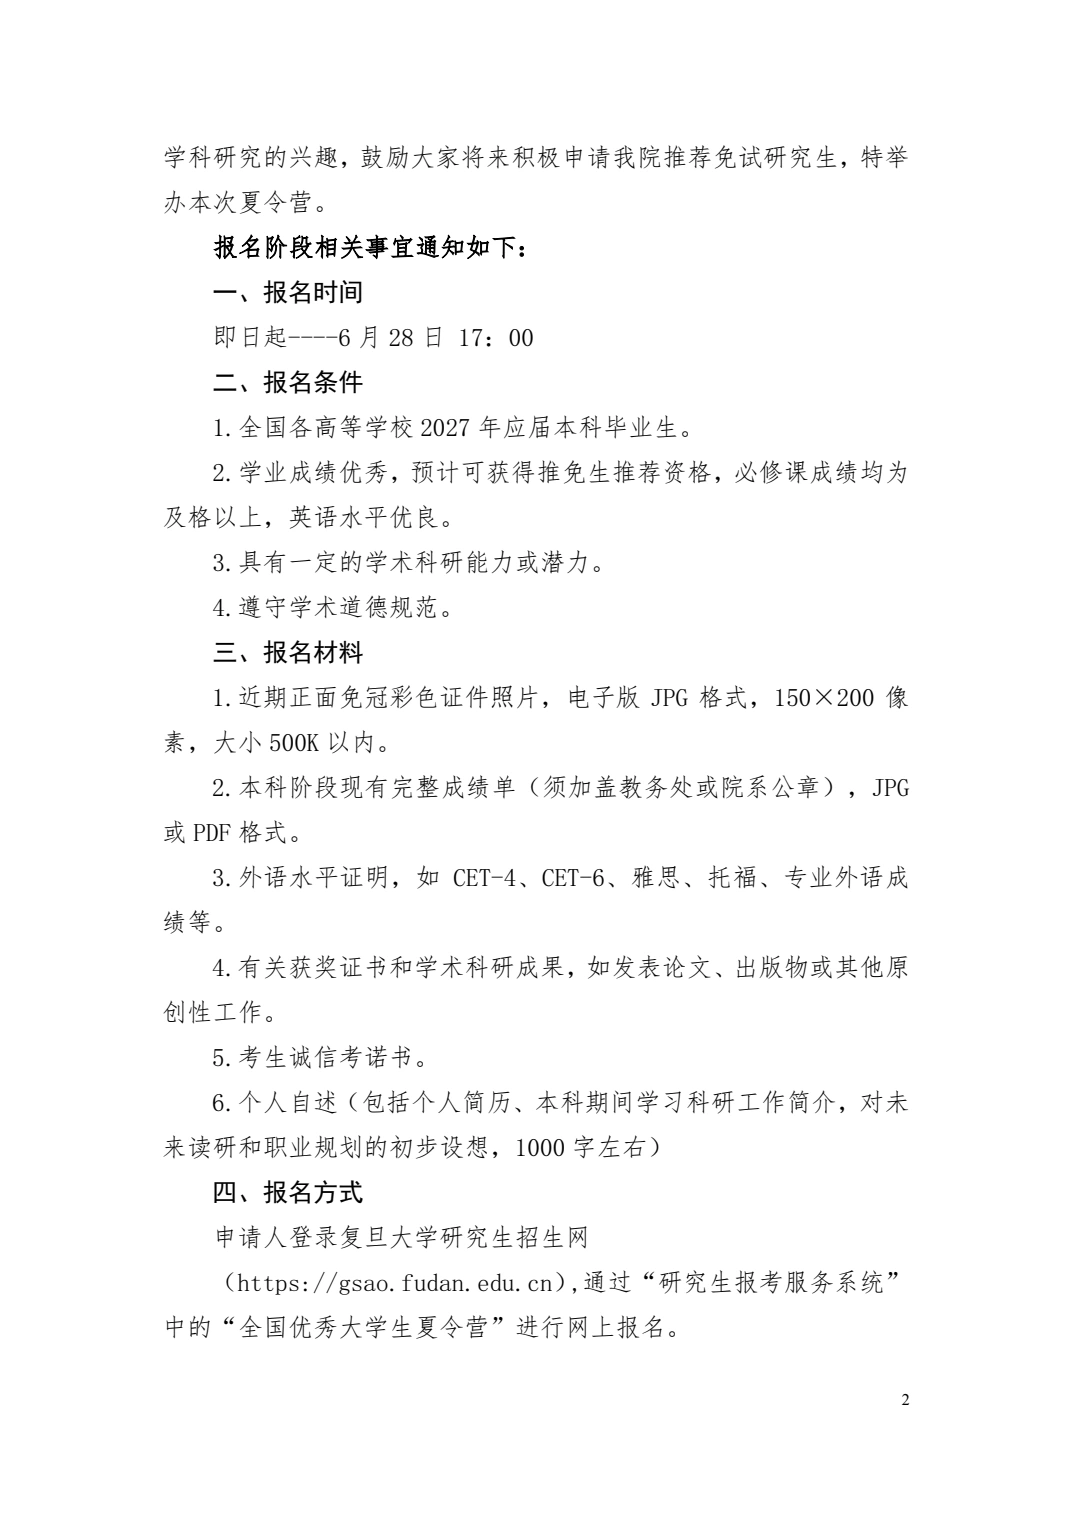 学科研究的兴趣，鼓励大家将来积极申请我院推荐免试研究生，特举
办本次夏令营。
报名阶段相关事宜通知如下：
一、报名时间
即日起----6 月 28 日 17：00
二、报名条件
1.全国各高等学校 2027 年应届本科毕业生。
2.学业成绩优秀，预计可获得推免生推荐资格，必修课成绩均为
及格以上，英语水平优良。
3.具有一定的学术科研能力或潜力。
4.遵守学术道德规范。
三、报名材料
1.近期正面免冠彩色证件照片，电子版 JPG 格式，150×200 像
素，大小 500K 以内。
2.本科阶段现有完整成绩单（须加盖教务处或院系公章），JPG
或 PDF 格式。
3.外语水平证明，如 CET-4、CET-6、雅思、托福、专业外语成
绩等。
4.有关获奖证书和学术科研成果，如发表论文、出版物或其他原
创性工作。
5.考生诚信考诺书。
6.个人自述（包括个人简历、本科期间学习科研工作简介，对未
来读研和职业规划的初步设想，1000 字左右）
四、报名方式
申请人登录复旦大学研究生招生网
（https://gsao.fudan.edu.cn）,通过“研究生报考服务系统”
中的“全国优秀大学生夏令营”进行网上报名。
2